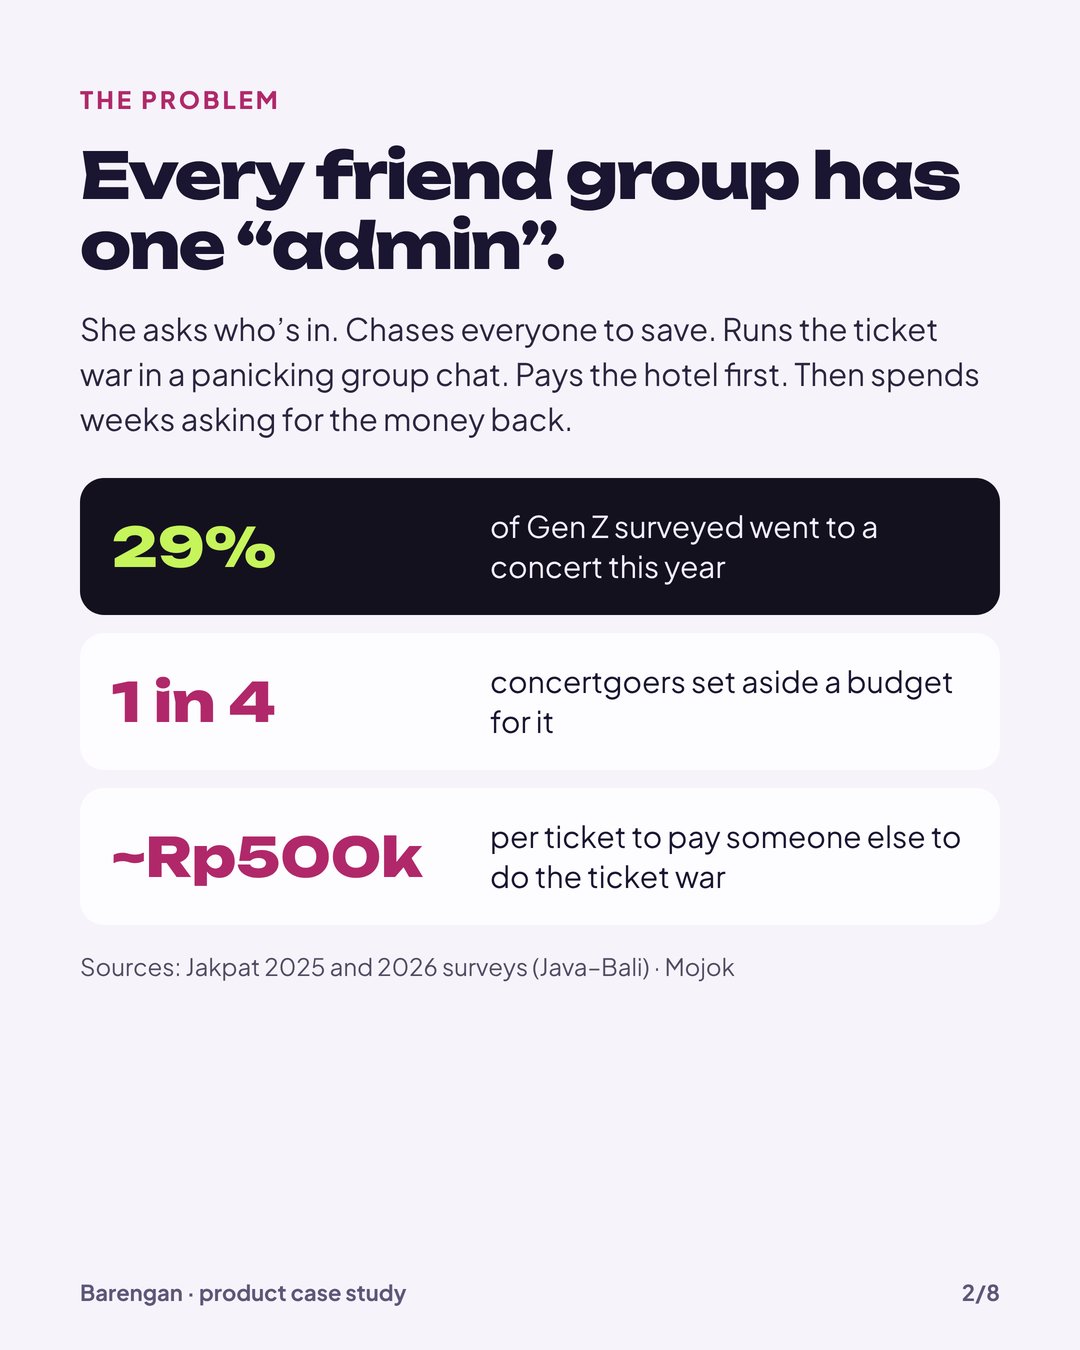 THE PROBLEM
Every friend group has
one “admin”.
She asks who’s in. Chases everyone to save. Runs the ticket
war in a panicking group chat. Pays the hotel first. Then spends
weeks asking for the money back.
29%
of Gen Z surveyed went to a
concert this year
1 in 4
concertgoers set aside a budget
for it
~Rp500k
per ticket to pay someone else to
do the ticket war
Sources: Jakpat 2025 and 2026 surveys (Java–Bali) · Mojok
Barengan · product case study
2/8